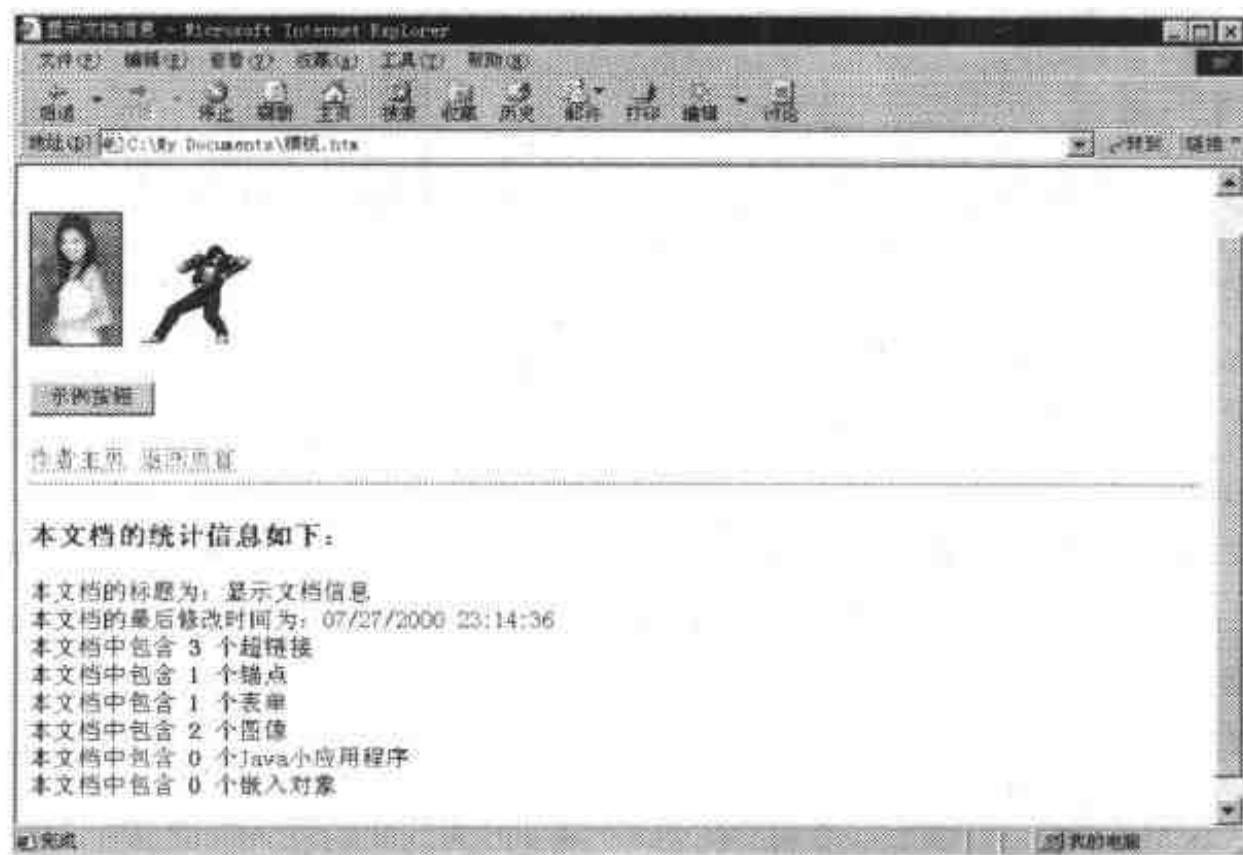 显示文档信息 - Microsoft Internet Explorer
文件(F) 编辑(E) 查看(V) 收藏(A) 工具(T) 帮助(H)
后退 停止 刷新 主页 搜索 收藏 历史 邮件 打印 编辑 讨论
地址(D) C:\My Documents\模板.htm 转到 链接
示例按钮
作者主页 返回页首
本文档的统计信息如下：
本文档的标题为：显示文档信息
本文档的最后修改时间为：07/27/2000 23:14:36
本文档中包含 3 个超链接
本文档中包含 1 个锚点
本文档中包含 1 个表单
本文档中包含 2 个图像
本文档中包含 0 个Java小应用程序
本文档中包含 0 个嵌入对象
完成 我的电脑